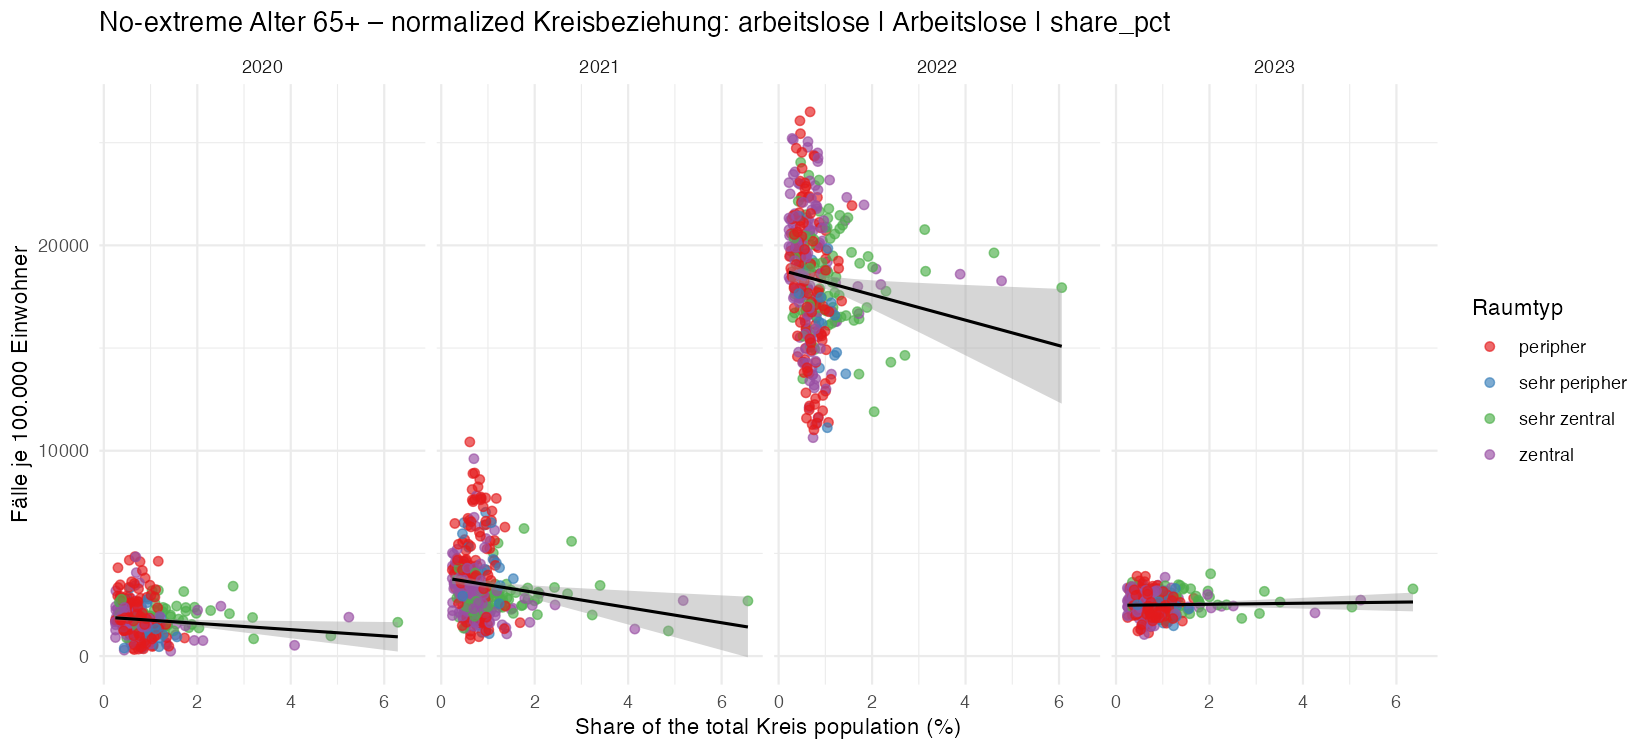 No-extreme Alter 65+ – normalized Kreisbeziehung: arbeitslose | Arbeitslose | share_pct
2020 2021 2022 2023
Fälle je 100.000 Einwohner
20000
10000
0
0 2 4 6 0 2 4 6 0 2 4 6 0 2 4 6
Share of the total Kreis population (%)
Raumtyp
peripher
sehr peripher
sehr zentral
zentral